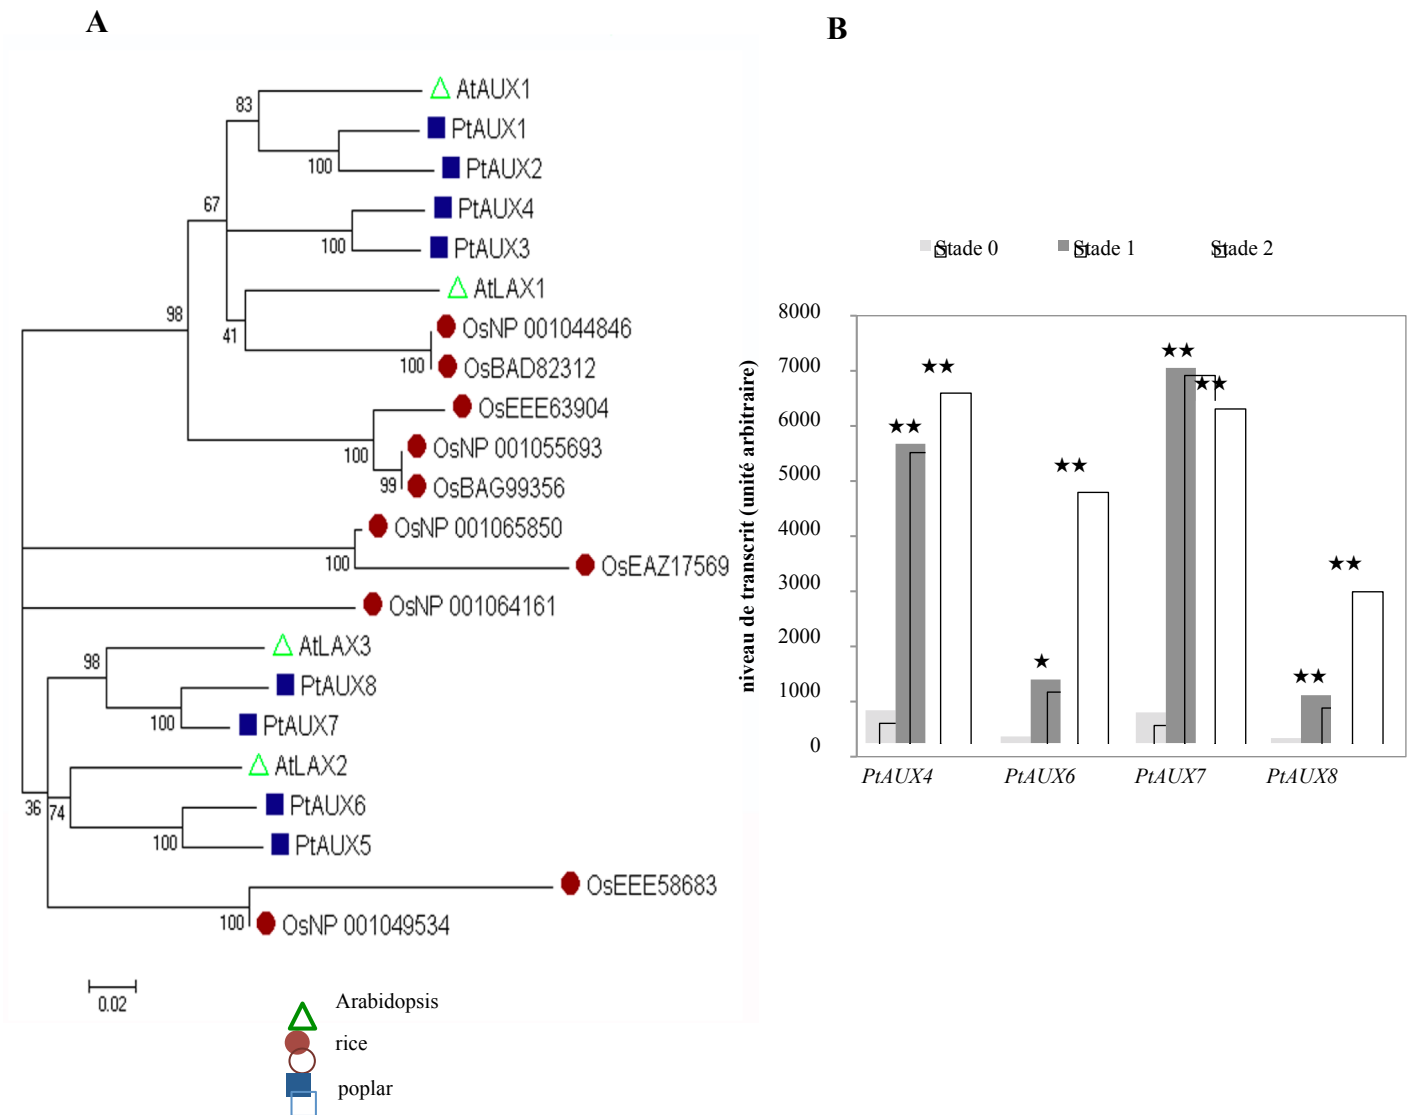 A
B
83
AtAUX1
PtAUX1
100
PtAUX2
67
PtAUX4
100
PtAUX3
98
AtLAX1
41
OsNP 001044846
100
OsBAD82312
OsEEE63904
100
OsNP 001055693
99
OsBAG99356
OsNP 001065850
100
OsEAZ17569
OsNP 001064161
98
AtLAX3
PtAUX8
100
PtAUX7
AtLAX2
36
74
PtAUX6
100
PtAUX5
OsEEE58683
100
OsNP 001049534
0.02
Arabidopsis
rice
poplar
Stade 0
Stade 1
Stade 2
niveau de transcrit (unité arbitraire)
8000
7000
6000
5000
4000
3000
2000
1000
0
★★
★★
★
★★
★★
★★
★★
★★
PtAUX4
PtAUX6
PtAUX7
PtAUX8